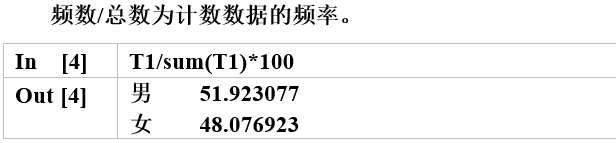 频数/总数为计数数据的频率。
In [4] T1/sum(T1)*100
Out [4] 男 51.923077
女 48.076923